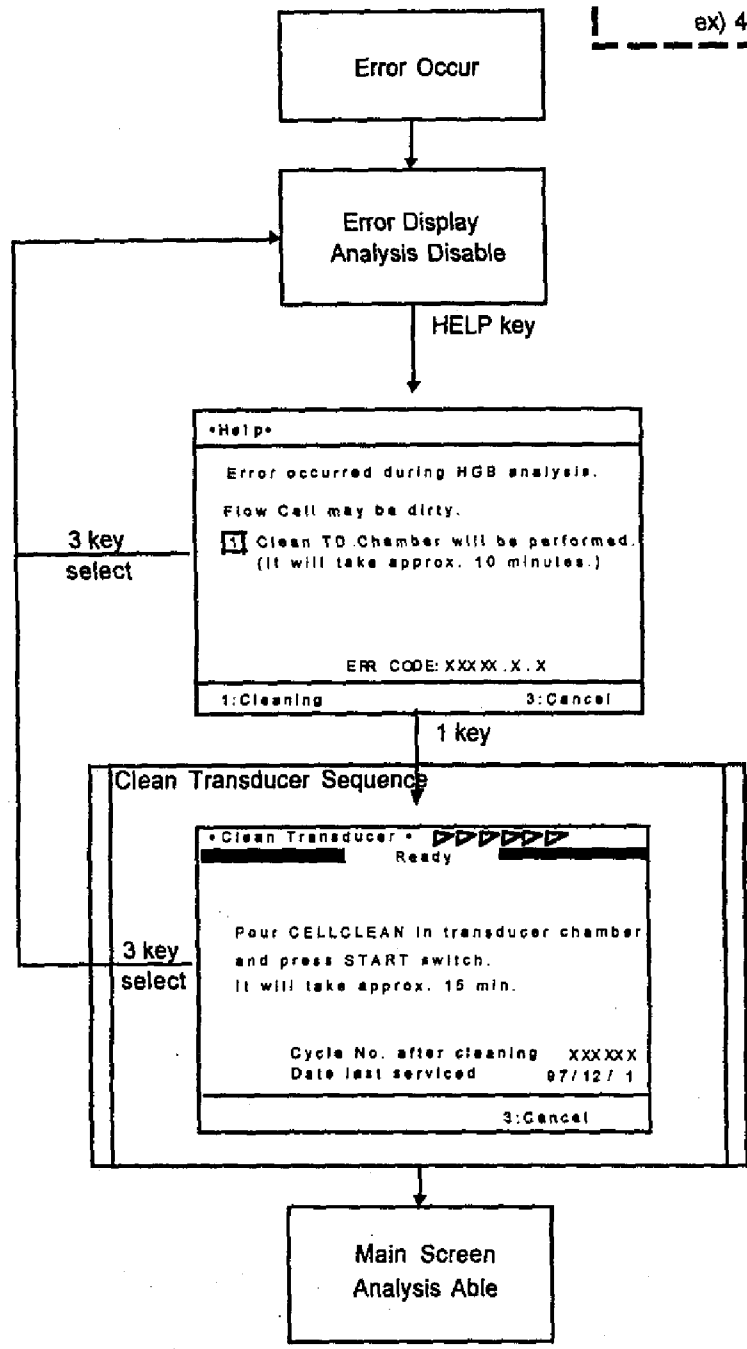 ex) 4
Error Occur
Error Display
Analysis Disable
HELP key
•Help•
Error occurred during HGB analysis.
Flow Cell may be dirty.
1 Clean TD.Chamber will be performed.
(It will take approx. 10 minutes.)
3 key
select
ERR CODE: XXXXX.X.X
1:Cleaning 3:Cancel
1 key
Clean Transducer Sequence
•Clean Transducer•
Ready
Pour CELLCLEAN in transducer chamber
and press START switch.
It will take approx. 15 min.
3 key
select
Cycle No. after cleaning XXXXXX
Date last serviced 97/12/ 1
3:Cancel
Main Screen
Analysis Able